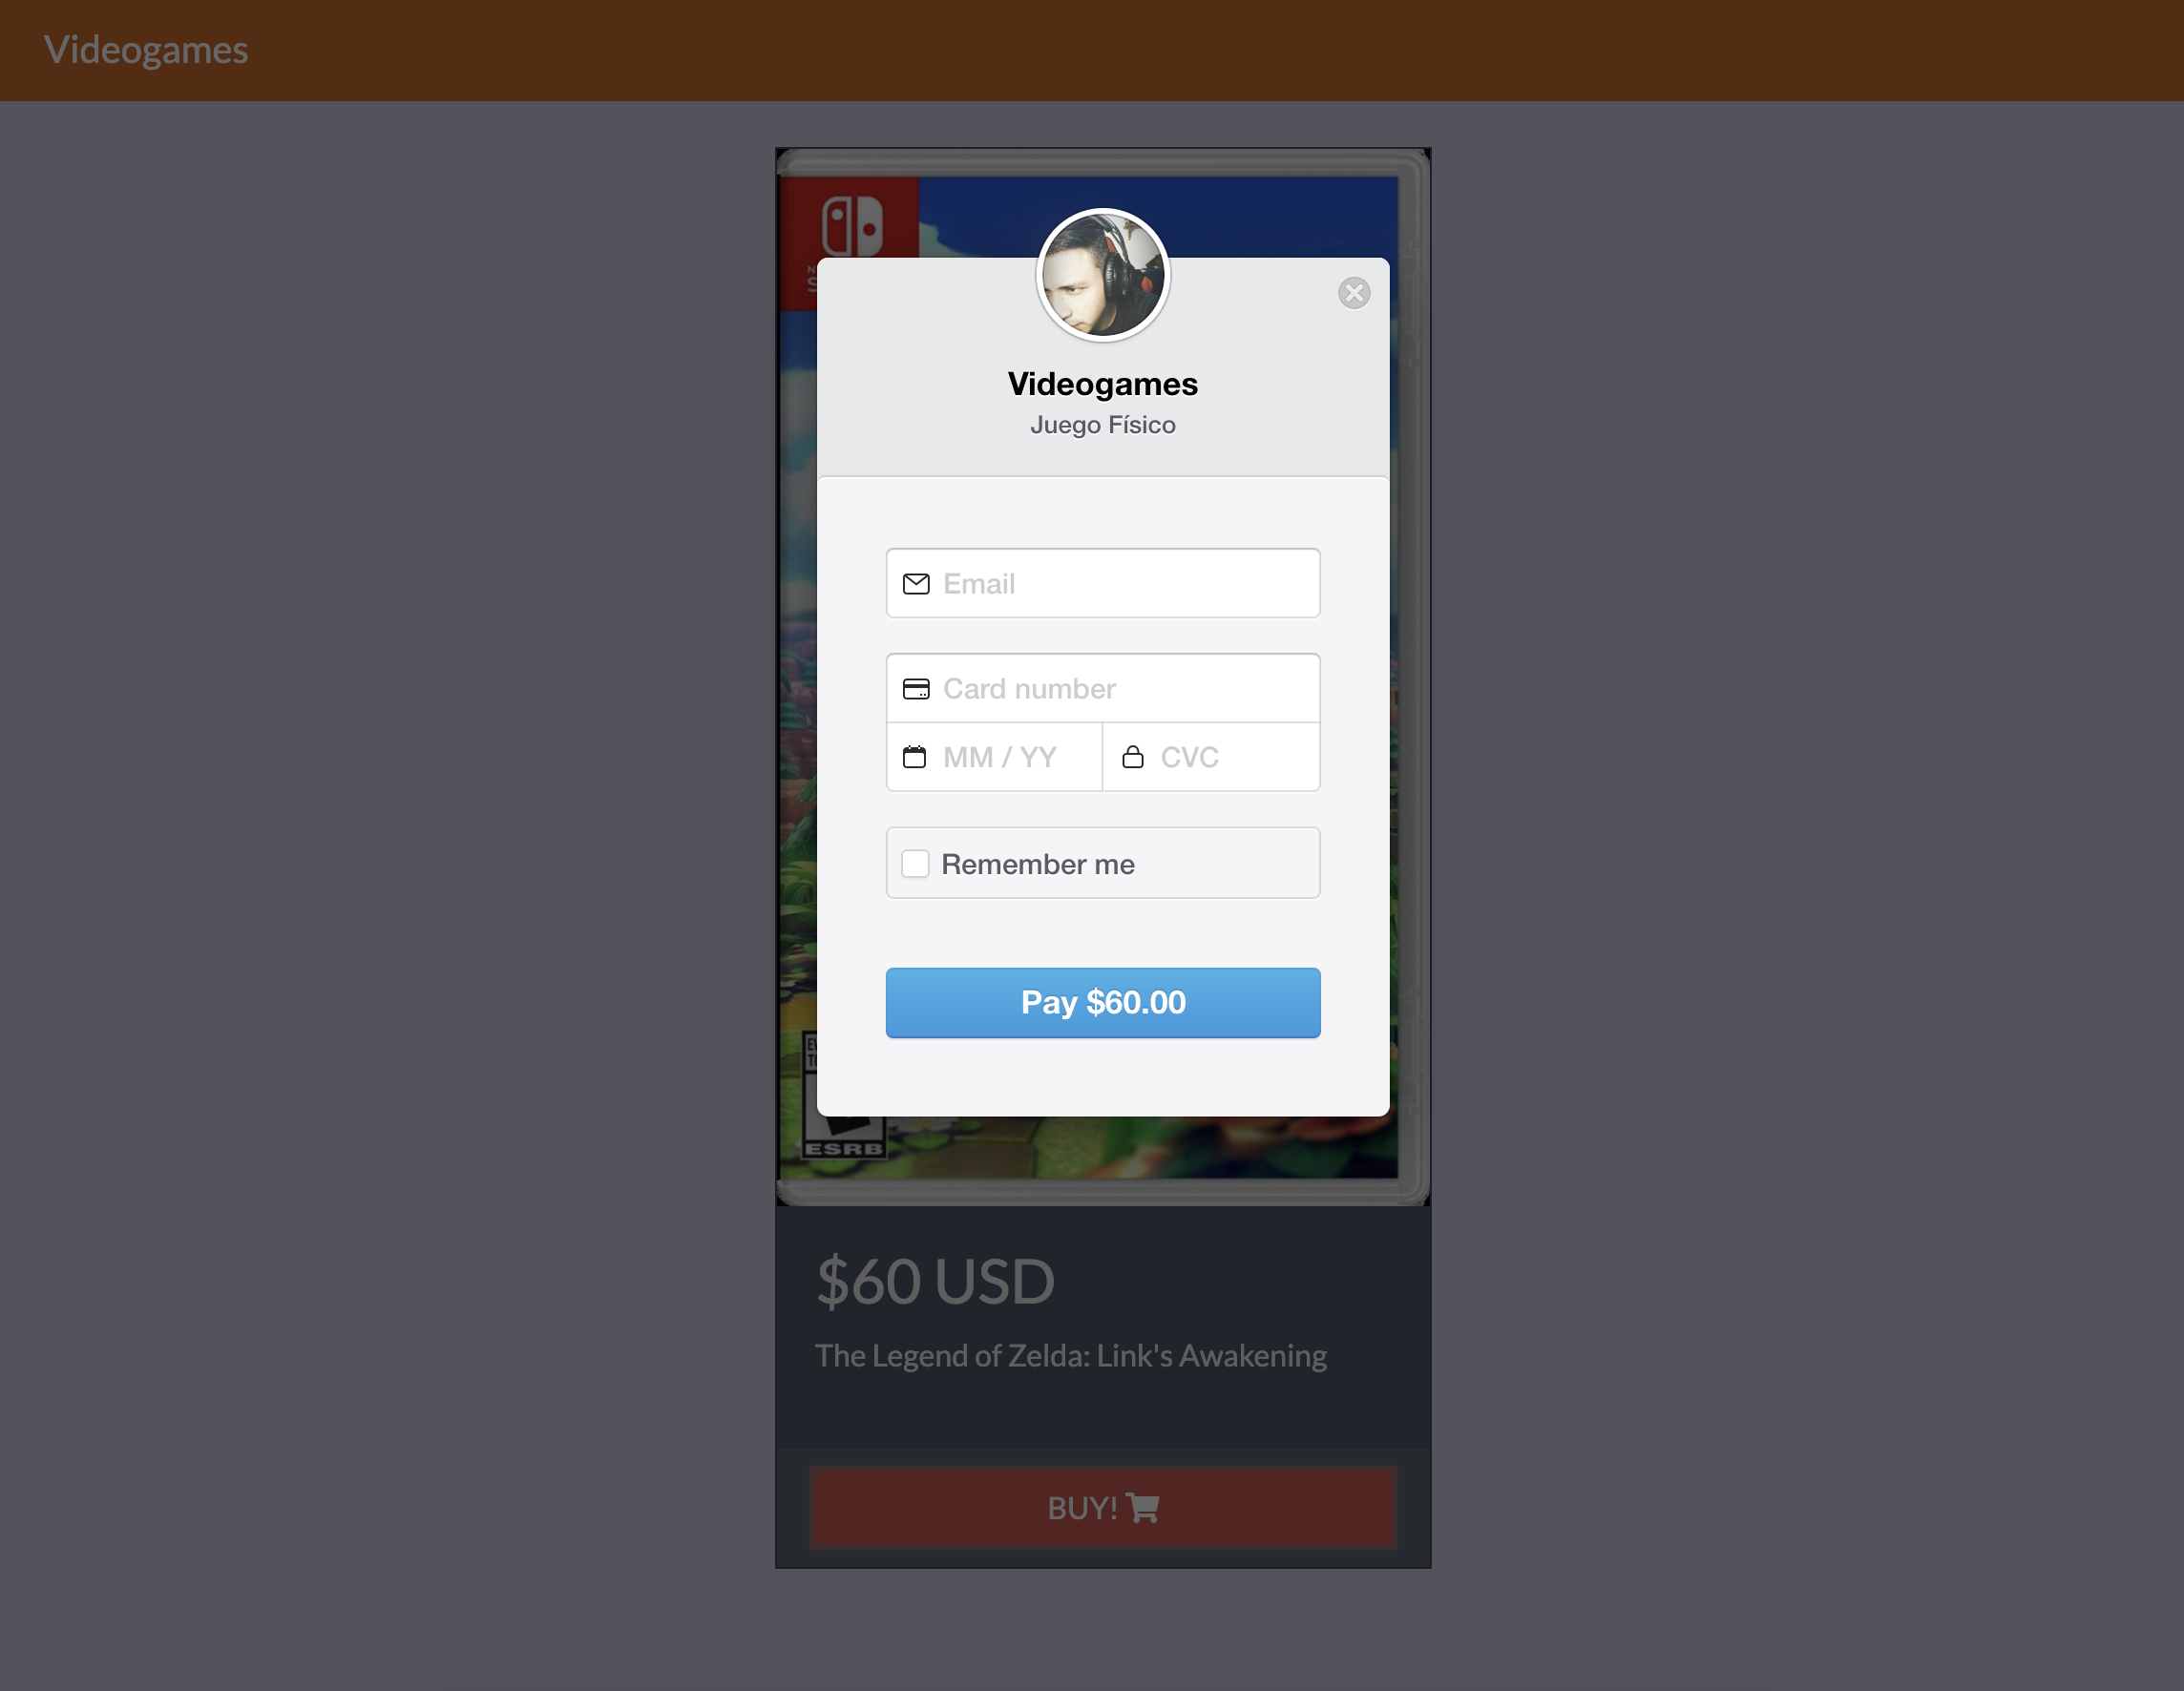 Videogames
Videogames
Juego Físico
Email
Card number
MM / YY
CVC
Remember me
Pay $60.00
ESRB
$60 USD
The Legend of Zelda: Link's Awakening
BUY!